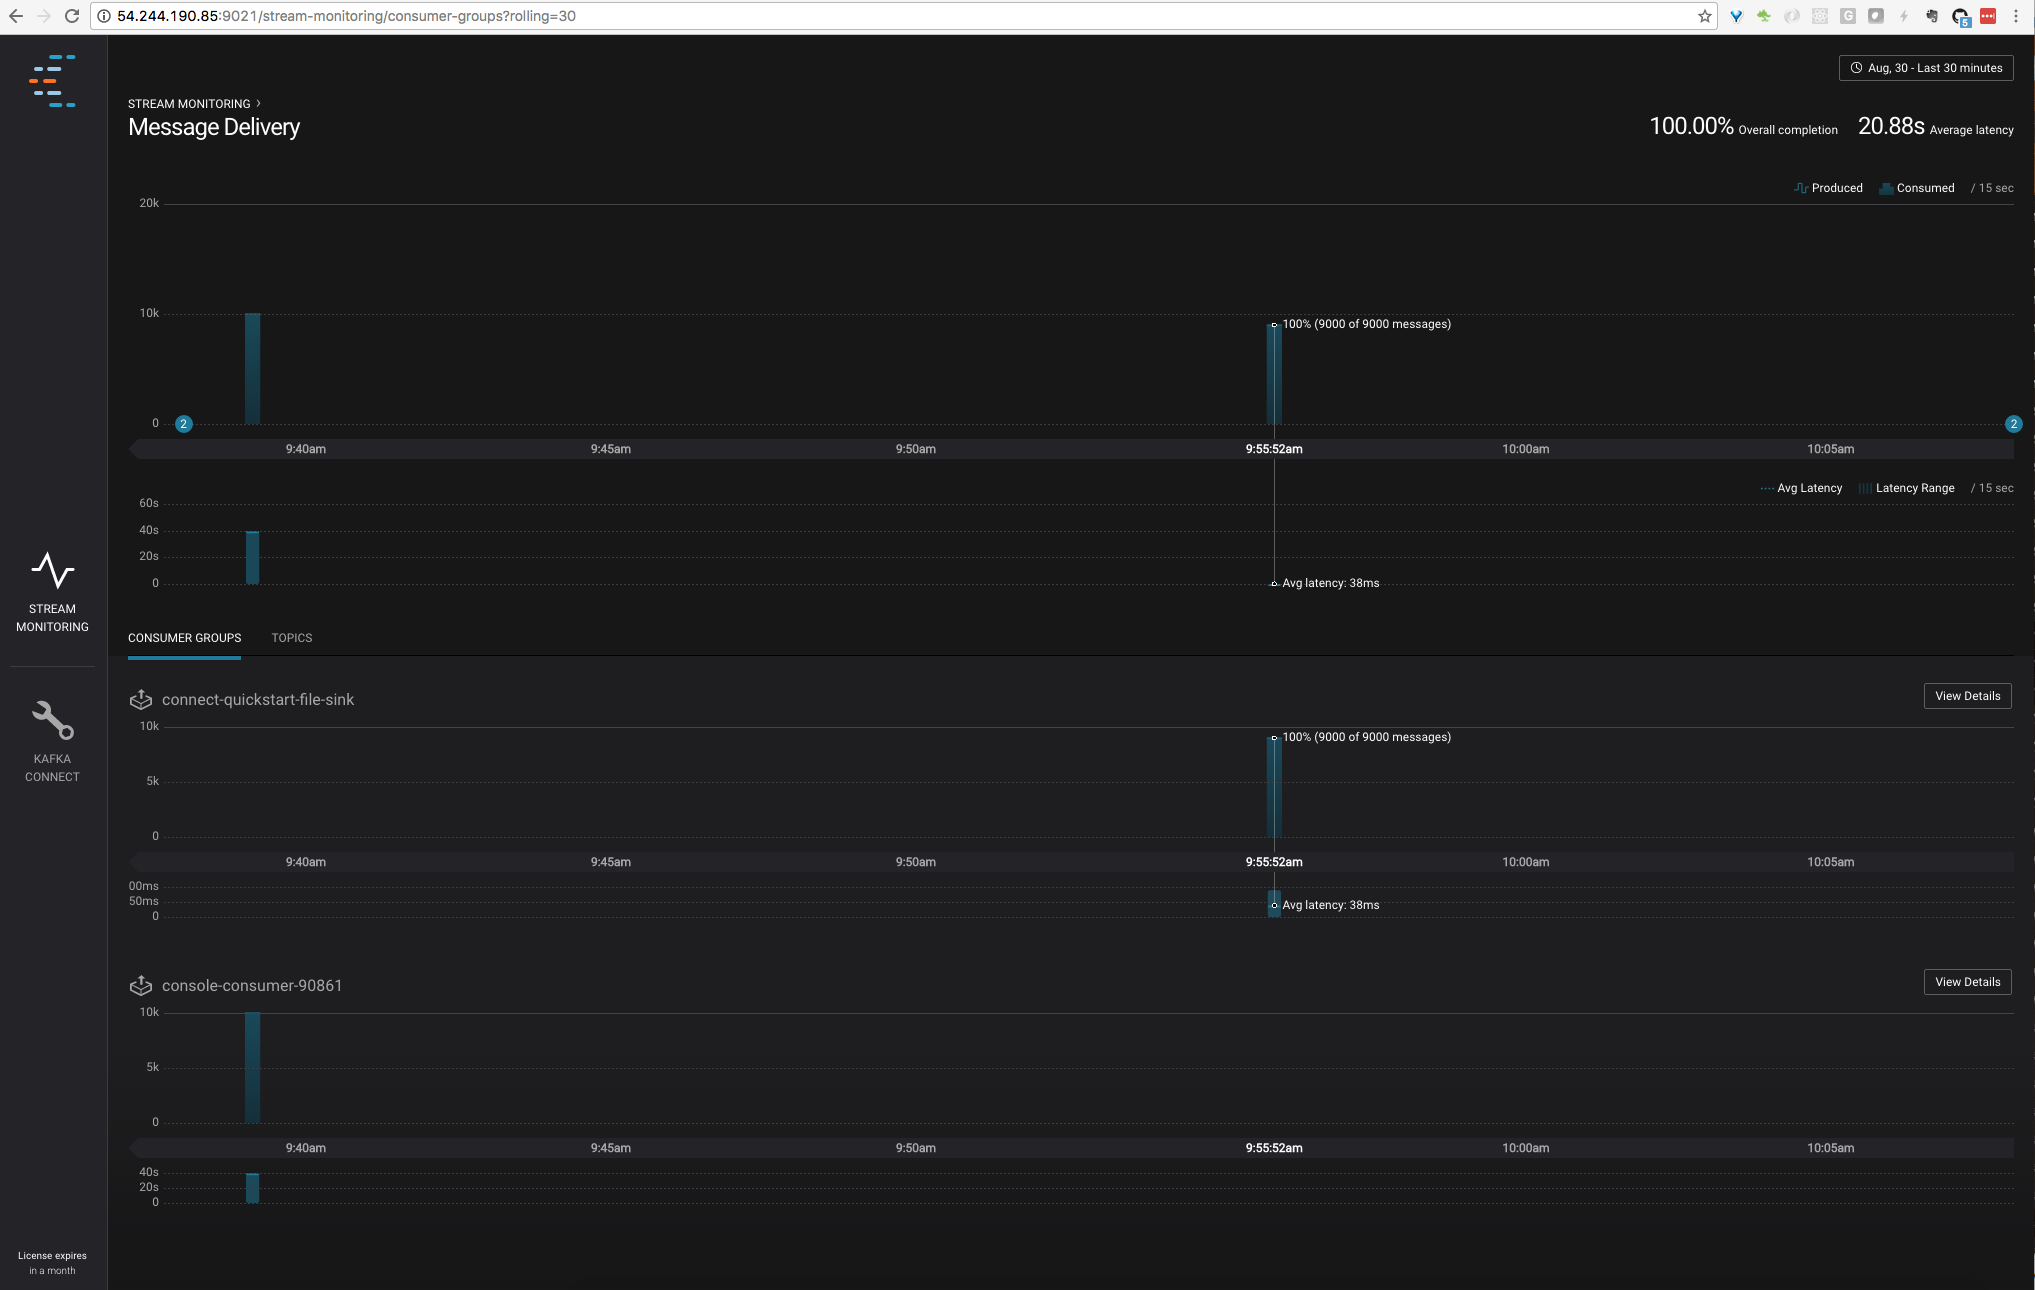 54.244.190.85:9021/stream-monitoring/consumer-groups?rolling=30
5
Aug, 30 - Last 30 minutes
STREAM MONITORING ›
Message Delivery
100.00% Overall completion 20.88s Average latency
Produced Consumed / 15 sec
20k
10k
100% (9000 of 9000 messages)
0 2 2
9:40am 9:45am 9:50am 9:55:52am 10:00am 10:05am
Avg Latency Latency Range / 15 sec
60s
40s
20s
0 Avg latency: 38ms
STREAM
MONITORING
KAFKA
CONNECT
CONSUMER GROUPS TOPICS
connect-quickstart-file-sink View Details
10k
100% (9000 of 9000 messages)
5k
0
9:40am 9:45am 9:50am 9:55:52am 10:00am 10:05am
00ms
50ms
Avg latency: 38ms
0
console-consumer-90861 View Details
10k
5k
0
9:40am 9:45am 9:50am 9:55:52am 10:00am 10:05am
40s
20s
0
License expires
in a month